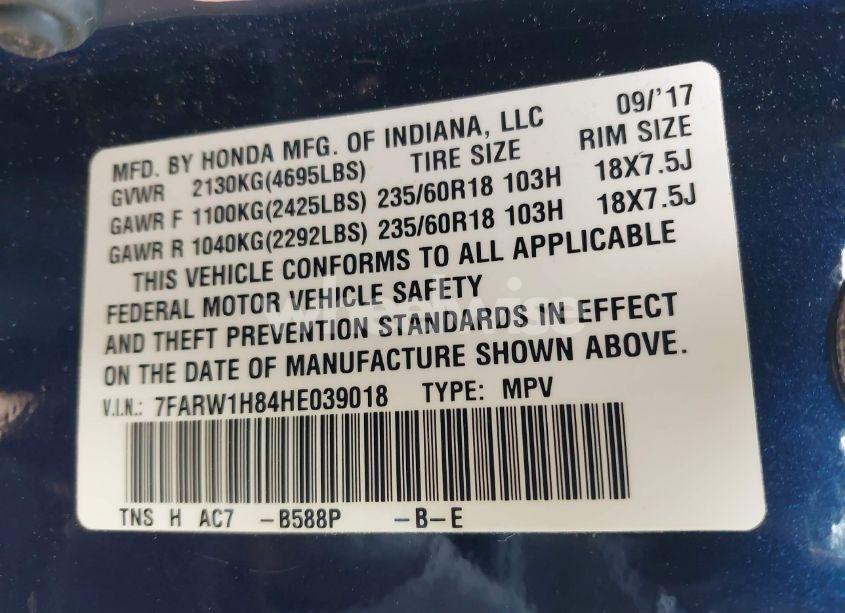 MFD. BY HONDA MFG. OF INDIANA, LLC 09/'17
GVWR 2130KG(4695LBS) TIRE SIZE RIM SIZE
GAWR F 1100KG(2425LBS) 235/60R18 103H 18X7.5J
GAWR R 1040KG(2292LBS) 235/60R18 103H 18X7.5J
THIS VEHICLE CONFORMS TO ALL APPLICABLE
FEDERAL MOTOR VEHICLE SAFETY
AND THEFT PREVENTION STANDARDS IN EFFECT
ON THE DATE OF MANUFACTURE SHOWN ABOVE.
V.I.N.: 7FARW1H84HE039018 TYPE: MPV
TNS H AC7 -B588P -B-E